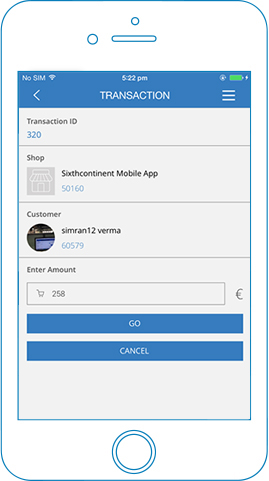 No SIM 5:22 pm
TRANSACTION
Transaction ID
320
Shop
Sixthcontinent Mobile App
50160
Customer
simran12 verma
60579
Enter Amount
258 €
GO
CANCEL